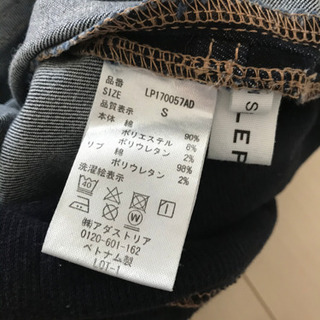 品番 LP170057AD
SIZE S
品質表示
本体 綿 90%
ポリエステル 6%
ポリウレタン 2%
リブ 綿 98%
ポリウレタン 2%
洗濯絵表示
40
W
㈱アダストリア
0120-601-162
ベトナム製
LOT-1